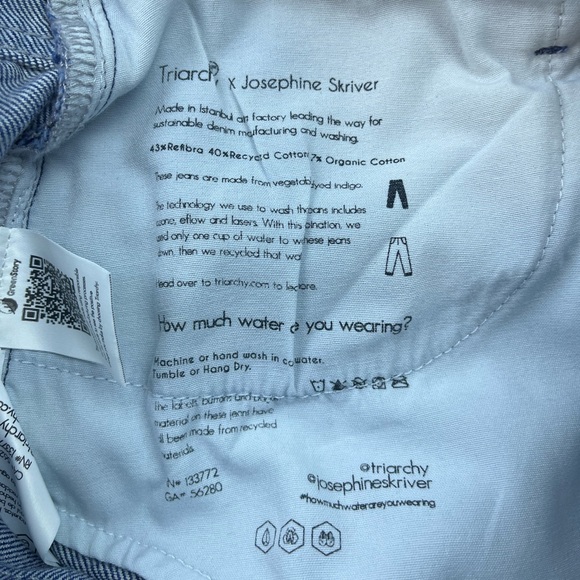 Triarchy x Josephine Skriver
Made in Istanbul at factory leading the way for
sustainable denim manufacturing and washing.
43%Refibra 40%Recycled Cotton 17% Organic Cotton
These jeans are made from vegetable dyed indigo.
The technology we use to wash the jeans includes
ozone, eflow and lasers. With this combination, we
used only one cup of water to wash these jeans
down, then we recycled that water
Head over to triarchy.com to learn more.
How much water are you wearing?
Machine or hand wash in cold water.
Tumble or Hang Dry.
The buttons and
material on these jeans have
all been made from recycled
materials
RN# 133772
CA# 56280
@triarchy
@josephineskriver
#howmuchwaterareyouwearing
GreenStory